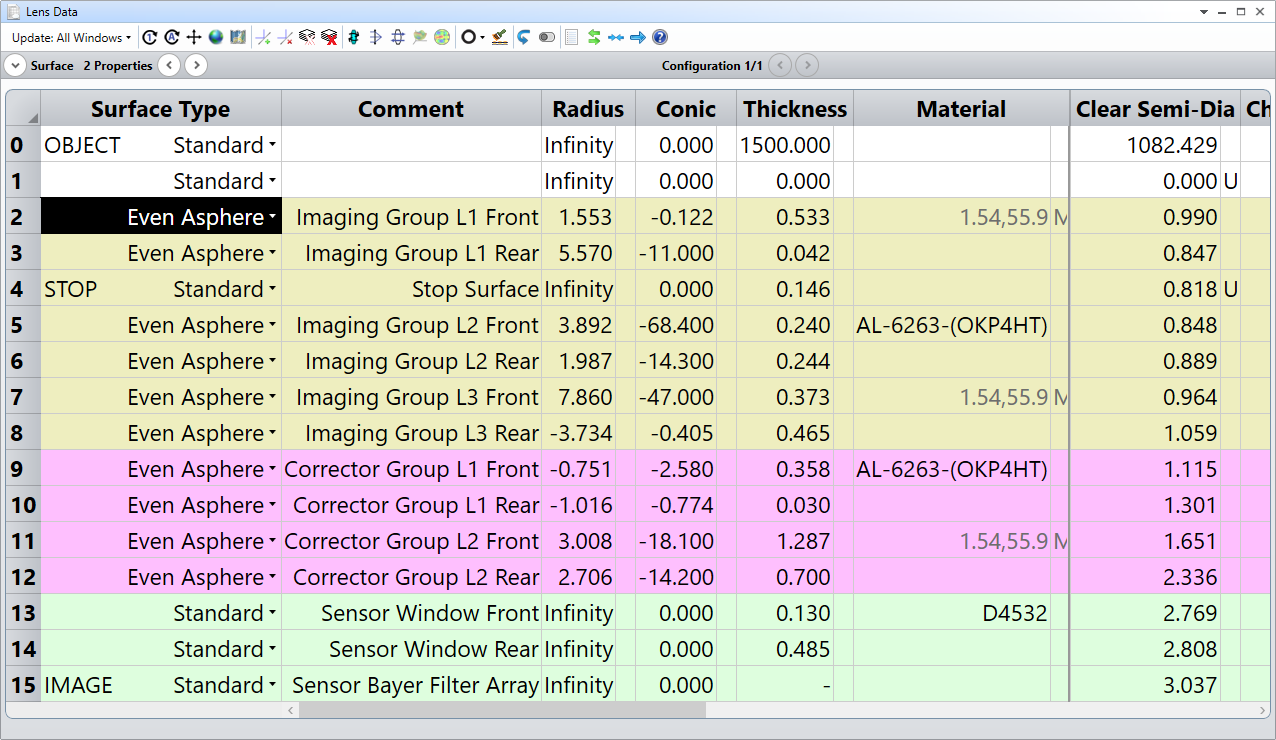 Lens Data
Update: All Windows
Surface 2 Properties Configuration 1/1
Surface Type Comment Radius Conic Thickness Material Clear Semi-Dia Ch
0 OBJECT Standard Infinity 0.000 1500.000 1082.429
1 Standard Infinity 0.000 0.000 0.000 U
2 Even Asphere Imaging Group L1 Front 1.553 -0.122 0.533 1.54,55.9 M 0.990
3 Even Asphere Imaging Group L1 Rear 5.570 -11.000 0.042 0.847
4 STOP Standard Stop Surface Infinity 0.000 0.146 0.818 U
5 Even Asphere Imaging Group L2 Front 3.892 -68.400 0.240 AL-6263-(OKP4HT) 0.848
6 Even Asphere Imaging Group L2 Rear 1.987 -14.300 0.244 0.889
7 Even Asphere Imaging Group L3 Front 7.860 -47.000 0.373 1.54,55.9 M 0.964
8 Even Asphere Imaging Group L3 Rear -3.734 -0.405 0.465 1.059
9 Even Asphere Corrector Group L1 Front -0.751 -2.580 0.358 AL-6263-(OKP4HT) 1.115
10 Even Asphere Corrector Group L1 Rear -1.016 -0.774 0.030 1.301
11 Even Asphere Corrector Group L2 Front 3.008 -18.100 1.287 1.54,55.9 M 1.651
12 Even Asphere Corrector Group L2 Rear 2.706 -14.200 0.700 2.336
13 Standard Sensor Window Front Infinity 0.000 0.130 D4532 2.769
14 Standard Sensor Window Rear Infinity 0.000 0.485 2.808
15 IMAGE Standard Sensor Bayer Filter Array Infinity 0.000 - 3.037